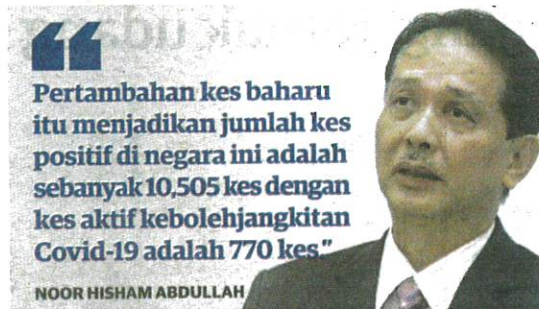 “
Pertambahan kes baharu
itu menjadikan jumlah kes
positif di negara ini adalah
sebanyak 10,505 kes dengan
kes aktif kebolehjangkitan
Covid-19 adalah 770 kes.”
NOOR HISHAM ABDULLAH